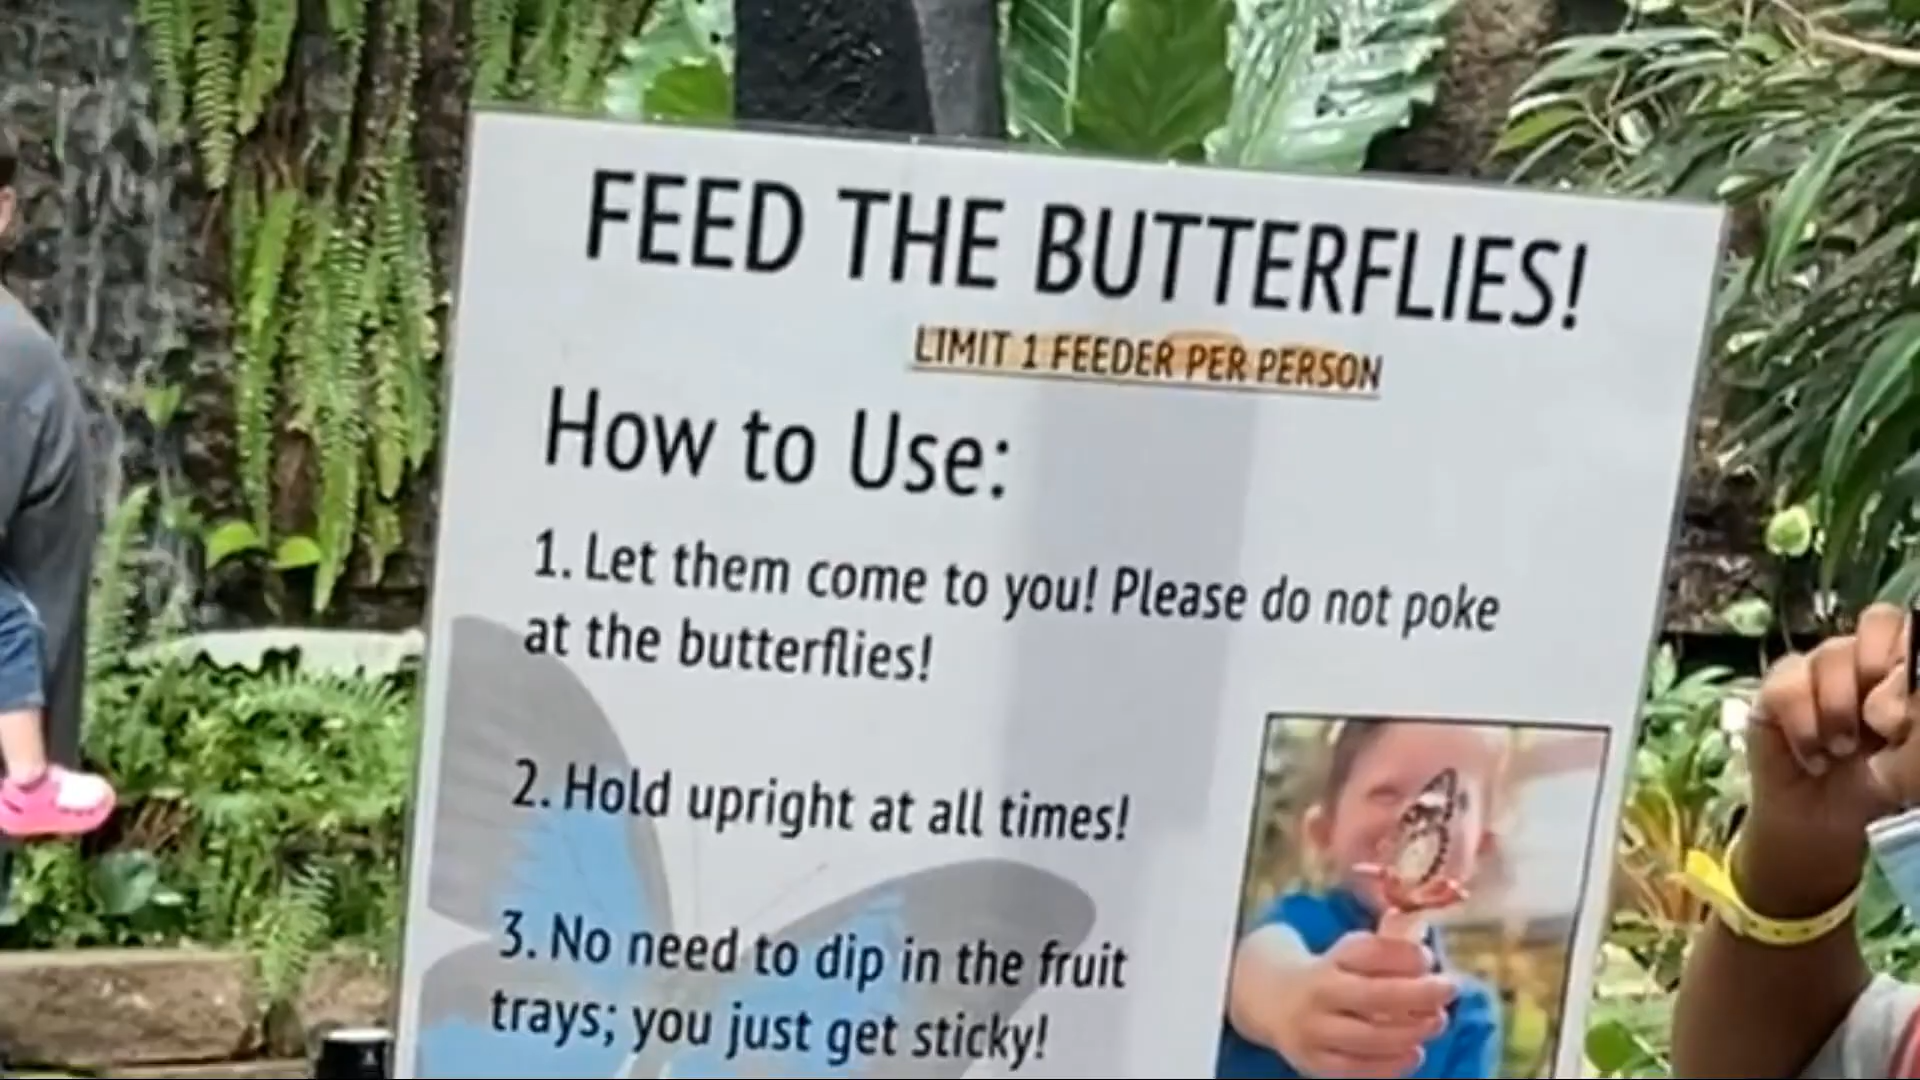 FEED THE BUTTERFLIES!
LIMIT 1 FEEDER PER PERSON
How to Use:
1. Let them come to you! Please do not poke
at the butterflies!
2. Hold upright at all times!
3. No need to dip in the fruit
trays; you just get sticky!